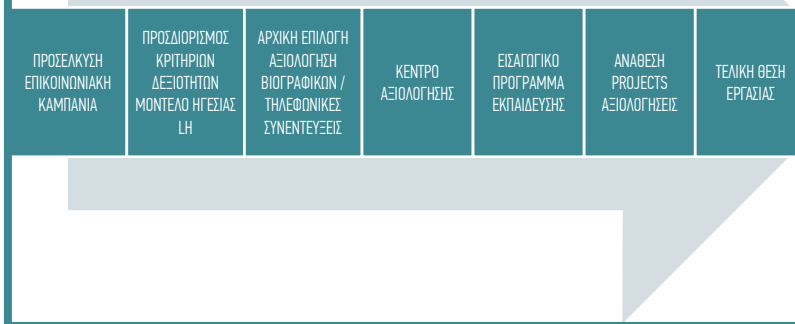 ΠΡΟΣΕΛΚΥΣΗ
ΕΠΙΚΟΙΝΩΝΙΑΚΗ
ΚΑΜΠΑΝΙΑ
ΠΡΟΣΔΙΟΡΙΣΜΟΣ
ΚΡΙΤΗΡΙΩΝ
ΔΕΞΙΟΤΗΤΩΝ
ΜΟΝΤΕΛΟ ΗΓΕΣΙΑΣ
LH
ΑΡΧΙΚΗ ΕΠΙΛΟΓΗ
ΑΞΙΟΛΟΓΗΣΗ
ΒΙΟΓΡΑΦΙΚΩΝ /
ΤΗΛΕΦΩΝΙΚΕΣ
ΣΥΝΕΝΤΕΥΞΕΙΣ
ΚΕΝΤΡΟ
ΑΞΙΟΛΟΓΗΣΗΣ
ΕΙΣΑΓΩΓΙΚΟ
ΠΡΟΓΡΑΜΜΑ
ΕΚΠΑΙΔΕΥΣΗΣ
ΑΝΑΘΕΣΗ
PROJECTS
ΑΞΙΟΛΟΓΗΣΕΙΣ
ΤΕΛΙΚΗ ΘΕΣΗ
ΕΡΓΑΣΙΑΣ